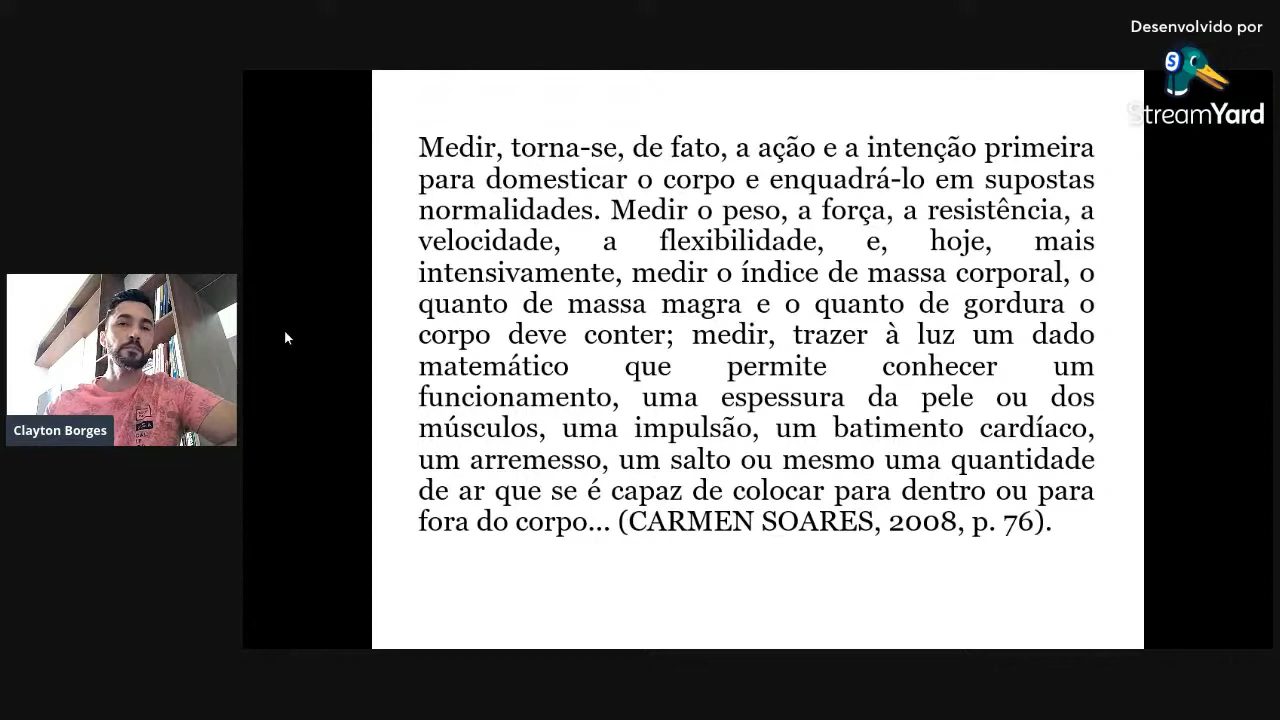 Desenvolvido por
StreamYard
Medir, torna-se, de fato, a ação e a intenção primeira
para domesticar o corpo e enquadrá-lo em supostas
normalidades. Medir o peso, a força, a resistência, a
velocidade, a flexibilidade, e, hoje, mais
intensivamente, medir o índice de massa corporal, o
quanto de massa magra e o quanto de gordura o
corpo deve conter; medir, trazer à luz um dado
matemático que permite conhecer um
funcionamento, uma espessura da pele ou dos
músculos, uma impulsão, um batimento cardíaco,
um arremesso, um salto ou mesmo uma quantidade
de ar que se é capaz de colocar para dentro ou para
fora do corpo... (CARMEN SOARES, 2008, p. 76).
Clayton Borges